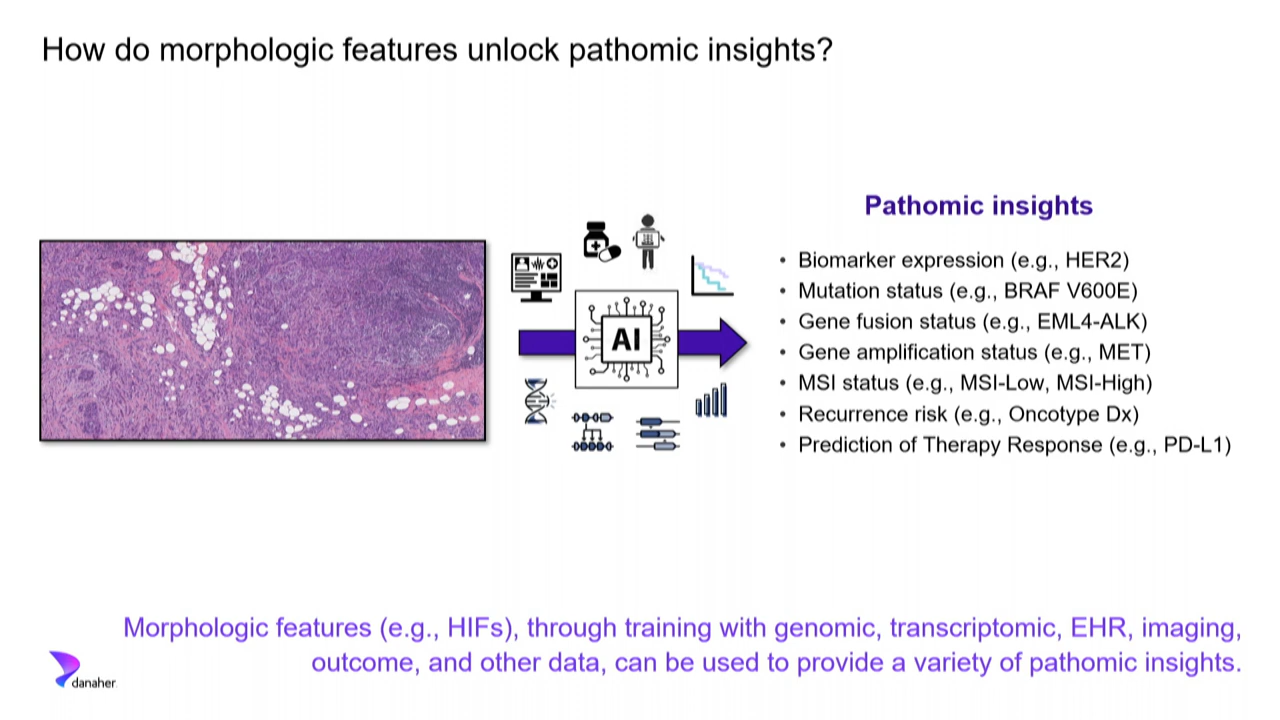 How do morphologic features unlock pathomic insights?
Pathomic insights
AI
• Biomarker expression (e.g., HER2)
• Mutation status (e.g., BRAF V600E)
• Gene fusion status (e.g., EML4-ALK)
• Gene amplification status (e.g., MET)
• MSI status (e.g., MSI-Low, MSI-High)
• Recurrence risk (e.g., Oncotype Dx)
• Prediction of Therapy Response (e.g., PD-L1)
Morphologic features (e.g., HIFs), through training with genomic, transcriptomic, EHR, imaging,
outcome, and other data, can be used to provide a variety of pathomic insights.
danaher